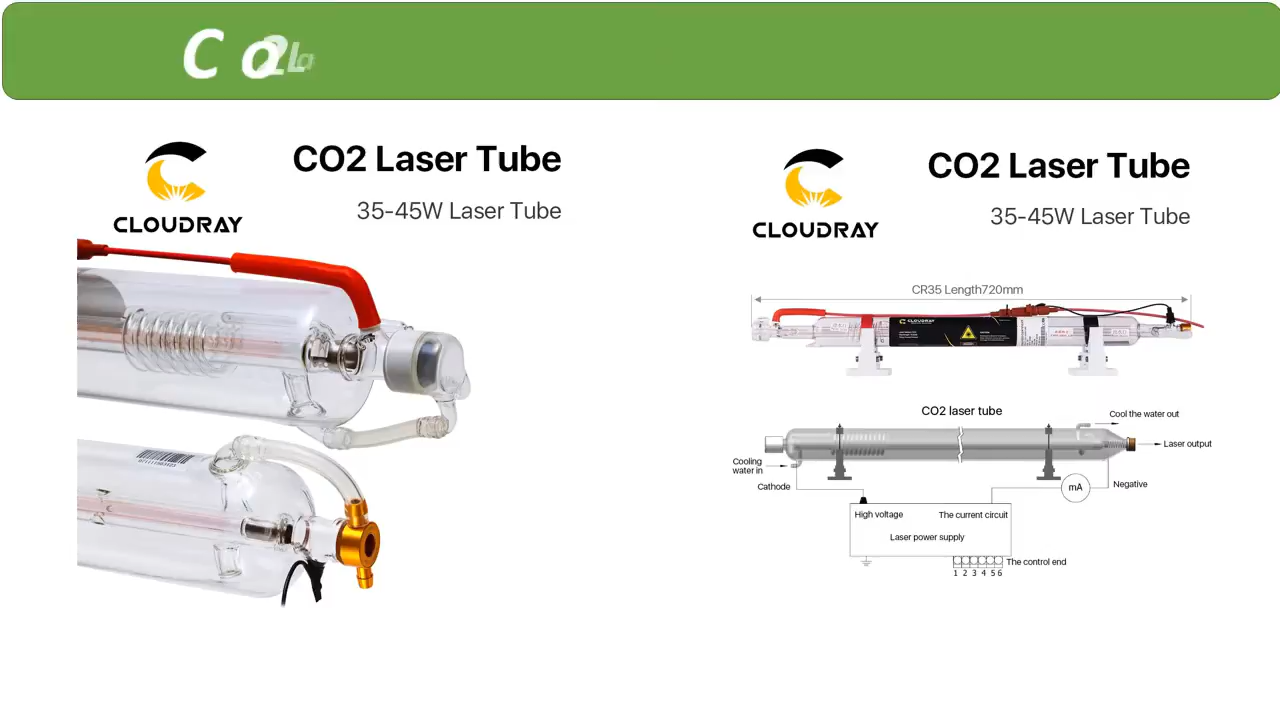 Co2La
CO2 Laser Tube
35-45W Laser Tube
CLOUDRAY
CO2 Laser Tube
35-45W Laser Tube
CLOUDRAY
CR35 Length720mm
CLOUDRAY
CO2 laser tube
Cool the water out
Laser output
Cooling
water in
Cathode
mA
Negative
High voltage
The current circuit
Laser power supply
The control end
1 2 3 4 5 6